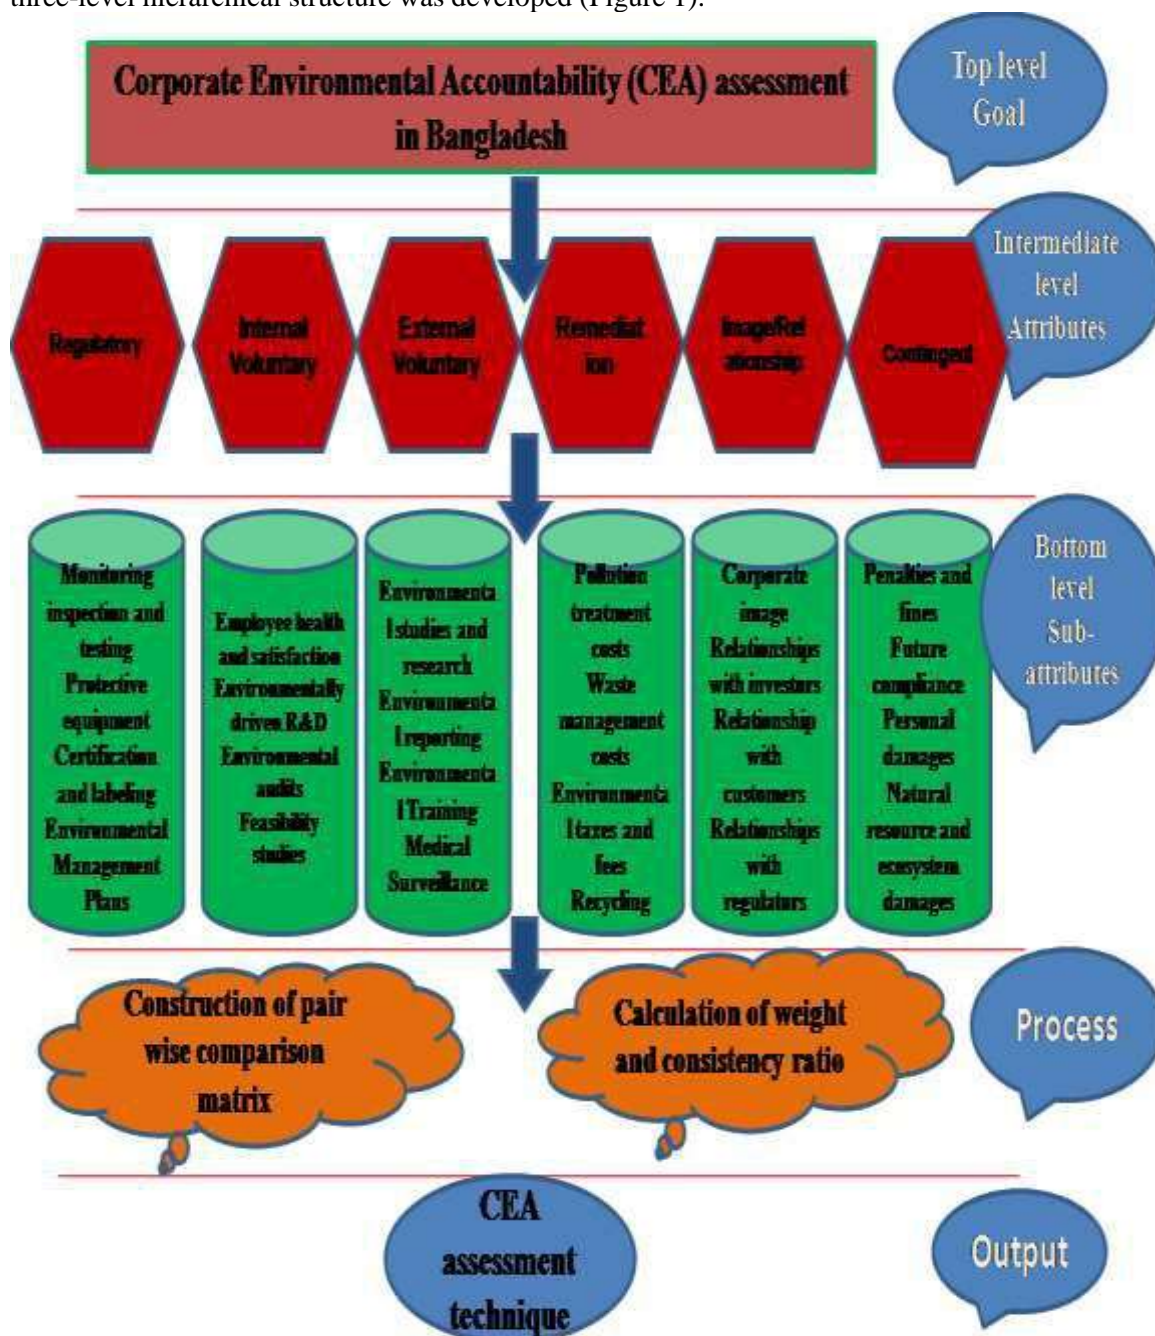 three-level hierarchical structure was developed (Figure 1).
Corporate Environmental Accountability (CEA) assessment
in Bangladesh
Top level
Goal
Regulatory
Internal
Voluntary
External
Voluntary
Remediat
ion
Image/Rel
ationship
Contingent
Intermediate
level
Attributes
Monitoring
inspection and
testing
Protective
equipment
Certification
and labeling
Environmental
Management
Plans
Employee health
and satisfaction
Environmentally
driven R&D
Environmental
audits
Feasibility
studies
Environmenta
l studies and
research
Environmenta
l reporting
Environmenta
l Training
Medical
Surveillance
Pollution
treatment
costs
Waste
management
costs
Environmenta
l taxes and
fees
Recycling
Corporate
image
Relationships
with investors
Relationship
with
customers
Relationships
with
regulators
Penalties and
fines
Future
compliance
Personal
damages
Natural
resource and
ecosystem
damages
Bottom
level
Sub-
attributes
Construction of pair
wise comparison
matrix
Calculation of weight
and consistency ratio
Process
CEA
assessment
technique
Output